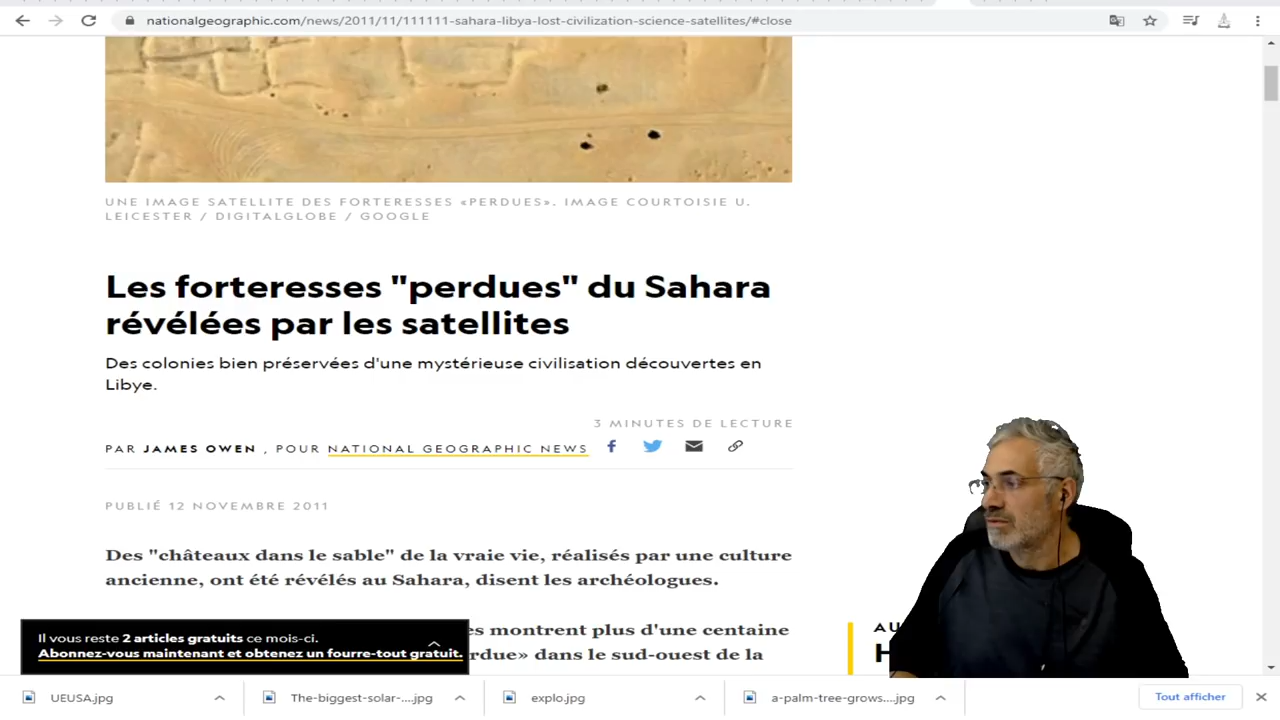 nationalgeographic.com/news/2011/11/111111-sahara-libya-lost-civilization-science-satellites/#close
UNE IMAGE SATELLITE DES FORTERESSES «PERDUES». IMAGE COURTOISIE U.
LEICESTER / DIGITALGLOBE / GOOGLE
Les forteresses "perdues" du Sahara
révélées par les satellites
Des colonies bien préservées d'une mystérieuse civilisation découvertes en
Libye.
3 MINUTES DE LECTURE
PAR JAMES OWEN , POUR NATIONAL GEOGRAPHIC NEWS
PUBLIÉ 12 NOVEMBRE 2011
Des "châteaux dans le sable" de la vraie vie, réalisés par une culture
ancienne, ont été révélés au Sahara, disent les archéologues.
es montrent plus d'une centaine
rdue» dans le sud-ouest de la
Il vous reste 2 articles gratuits ce mois-ci.
Abonnez-vous maintenant et obtenez un fourre-tout gratuit.
AU
H
UEUSA.jpg
The-biggest-solar-....jpg
explo.jpg
a-palm-tree-grows....jpg
Tout afficher